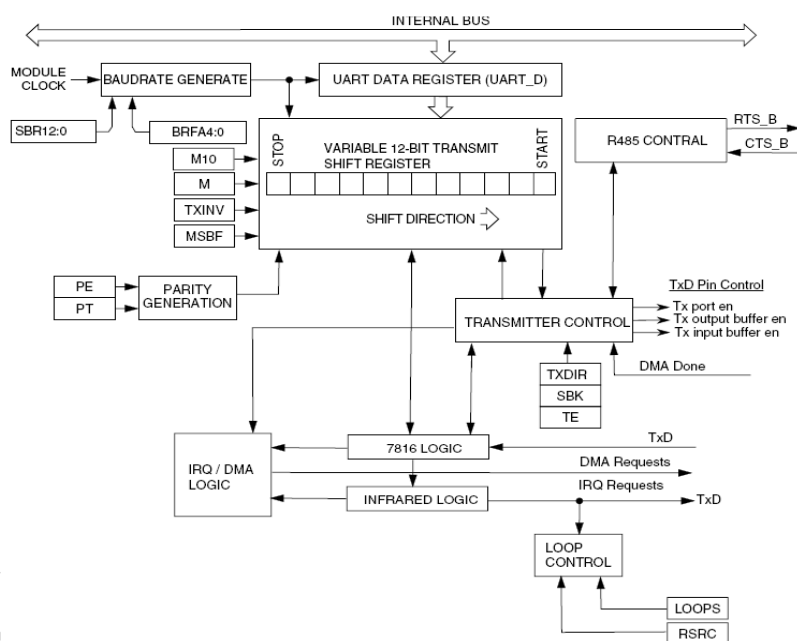 INTERNAL BUS
MODULE CLOCK
BAUDRATE GENERATE
UART DATA REGISTER (UART_D)
SBR12:0
BRFA4:0
RTS_B
R485 CONTRAL
CTS_B
M10
M
TXINV
MSBF
STOP
VARIABLE 12-BIT TRANSMIT
SHIFT REGISTER
START
SHIFT DIRECTION
PE
PT
PARITY
GENERATION
TxD Pin Control
Tx port en
Tx output buffer en
Tx input buffer en
TRANSMITTER CONTROL
DMA Done
TXDIR
SBK
TE
IRQ / DMA
LOGIC
7816 LOGIC
TxD
DMA Requests
IRQ Requests
INFRARED LOGIC
TxD
LOOP
CONTROL
LOOPS
RSRC